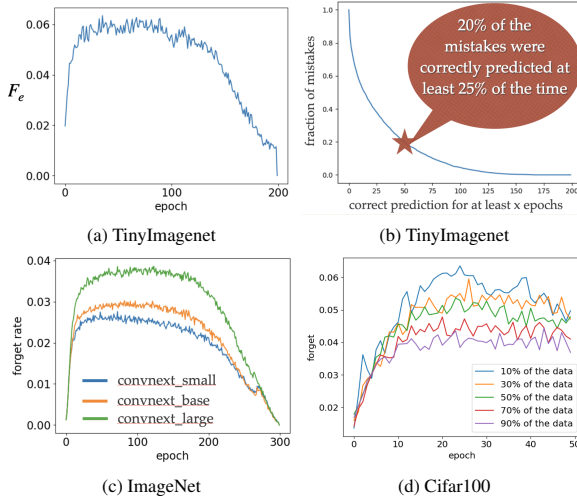 0.06
0.04
F_e
0.02
0.00
0
100
200
epoch
(a) TinyImagenet
1.0
0.8
0.6
0.4
0.2
0.0
fraction of mistakes
20% of the
mistakes were
correctly predicted at
least 25% of the time
0 25 50 75 100 125 150 175 200
correct prediction for at least x epochs
(b) TinyImagenet
0.04
0.03
0.02
0.01
0.00
forget rate
convnext_small
convnext_base
convnext_large
0 100 200 300
epoch
(c) ImageNet
0.06
0.05
0.04
0.03
0.02
forget
10% of the data
30% of the data
50% of the data
70% of the data
90% of the data
0 10 20 30 40 50
epoch
(d) Cifar100